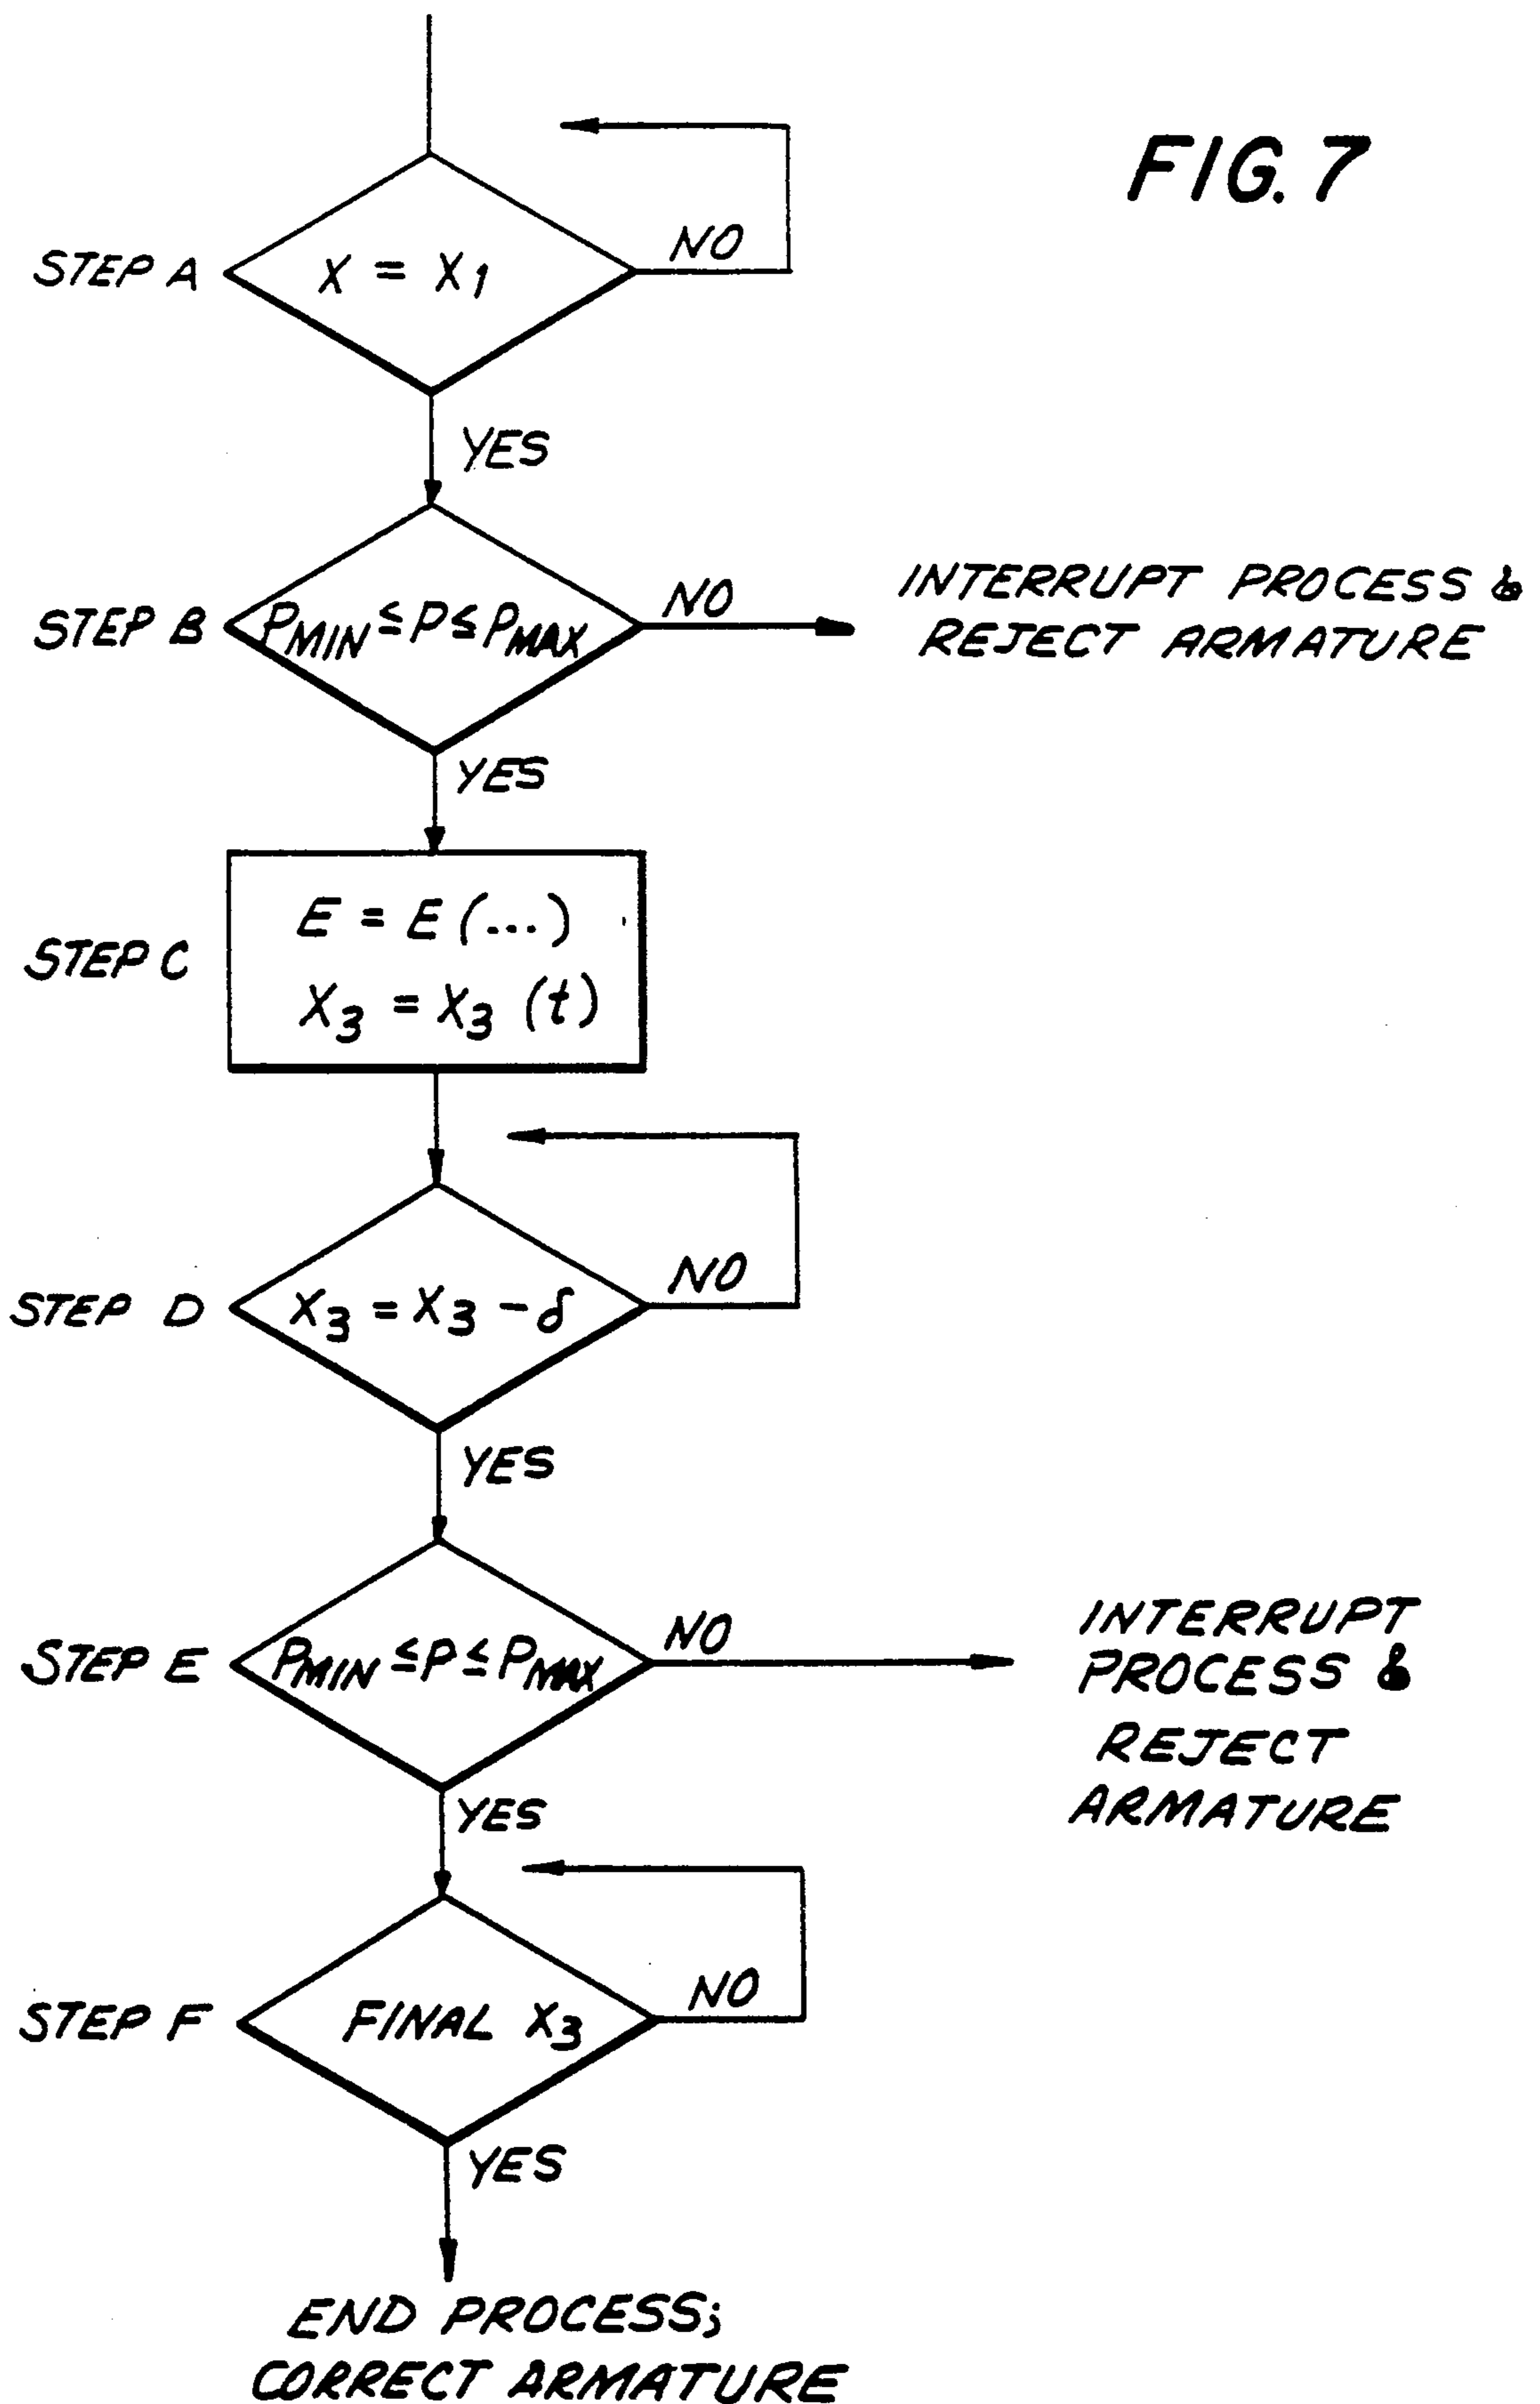 FIG. 7
NO
STEP A
X = X1
YES
NO
INTERRUPT PROCESS &
REJECT ARMATURE
STEP B
PMIN ≤ P ≤ PMAX
YES
STEP C
E = E (...)
X3 = X3 (t)
NO
STEP D
X3 = X3 - δ
YES
NO
INTERRUPT
PROCESS &
REJECT
ARMATURE
STEP E
PMIN ≤ P ≤ PMAX
YES
NO
STEP F
FINAL X3
YES
END PROCESS;
CORRECT ARMATURE